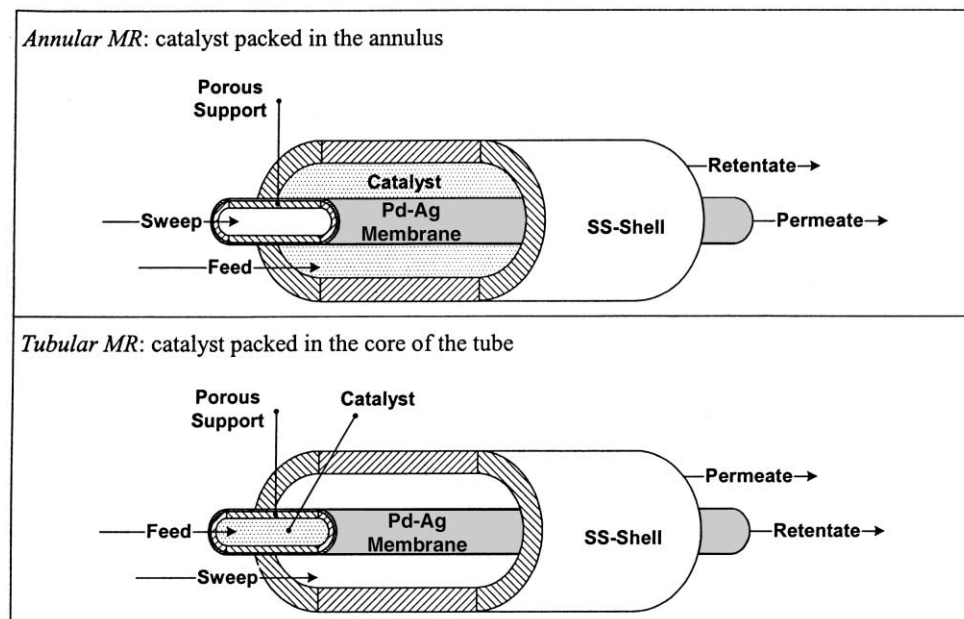 Annular MR: catalyst packed in the annulus
Porous
Support
Catalyst
Retentate
Sweep
Pd-Ag
Membrane
SS-Shell
Permeate
Feed
Tubular MR: catalyst packed in the core of the tube
Porous
Support
Catalyst
Permeate
Feed
Pd-Ag
Membrane
SS-Shell
Retentate
Sweep